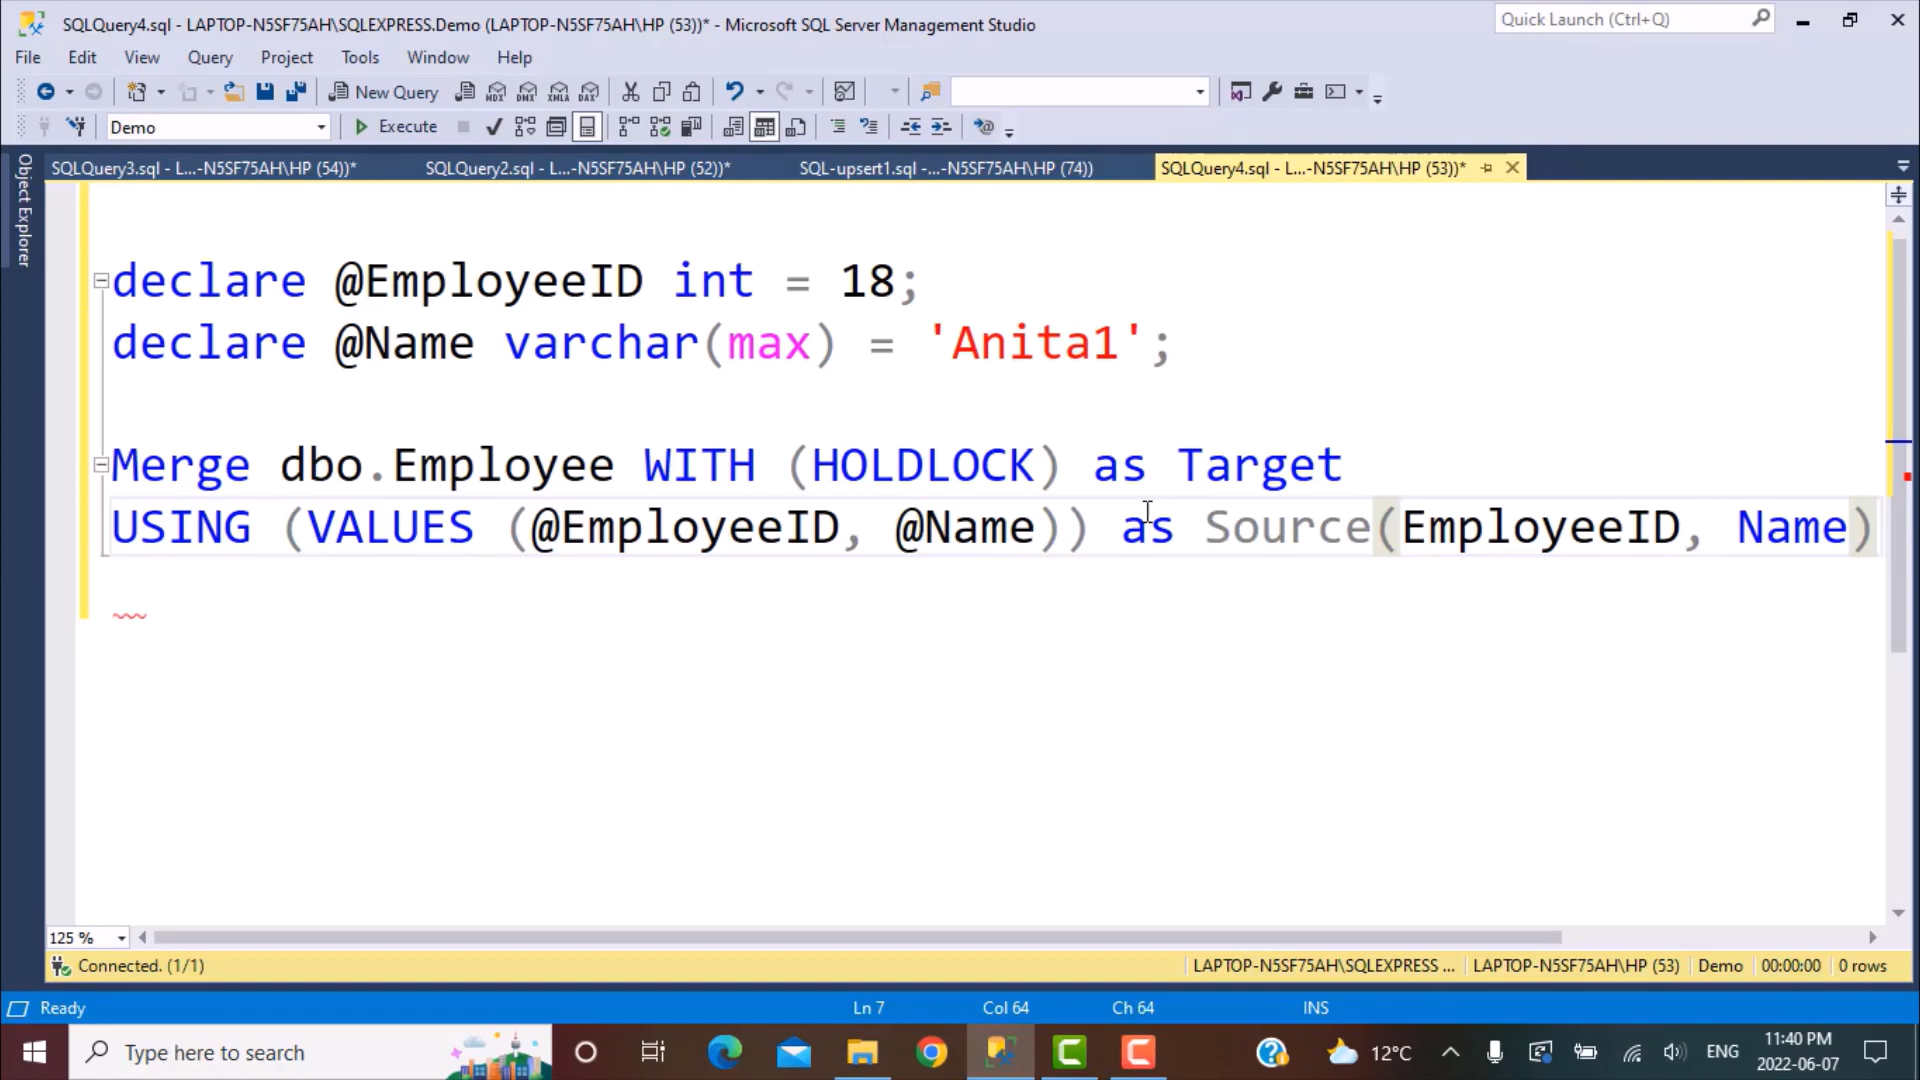 SQLQuery4.sql - LAPTOP-N5SF75AH\SQLEXPRESS.Demo (LAPTOP-N5SF75AH\HP (53))* - Microsoft SQL Server Management Studio
Quick Launch (Ctrl+Q)
File Edit View Query Project Tools Window Help
New Query
MDX DMX XMLA DAX
Demo
Execute
SQLQuery3.sql - L...-N5SF75AH\HP (54))*
SQLQuery2.sql - L...-N5SF75AH\HP (52))*
SQL-upsert1.sql -...-N5SF75AH\HP (74))
SQLQuery4.sql - L...-N5SF75AH\HP (53))*
Object Explorer
declare @EmployeeID int = 18;
declare @Name varchar(max) = 'Anita1';
Merge dbo.Employee WITH (HOLDLOCK) as Target
USING (VALUES (@EmployeeID, @Name)) as Source(EmployeeID, Name)
125 %
Connected. (1/1)
LAPTOP-N5SF75AH\SQLEXPRESS ...
LAPTOP-N5SF75AH\HP (53)
Demo
00:00:00
0 rows
Ready
Ln 7
Col 64
Ch 64
INS
Type here to search
12°C
ENG
11:40 PM
2022-06-07